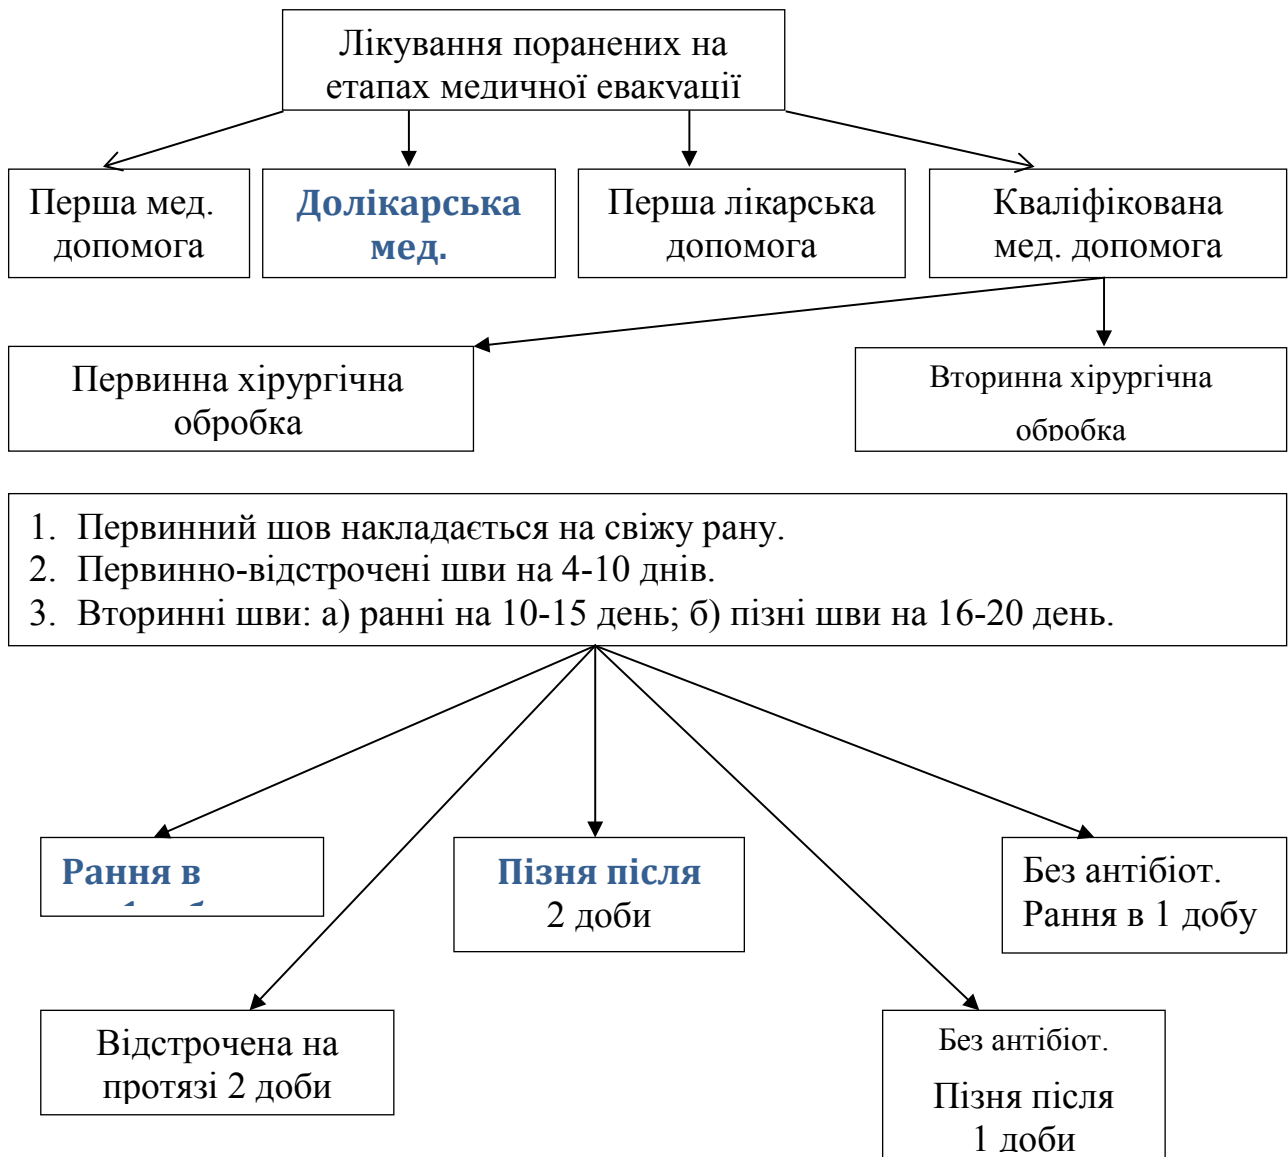 Лікування поранених на
етапах медичної евакуації
Перша мед.
допомога
Долікарська
мед.
Перша лікарська
допомога
Кваліфікована
мед. допомога
Первинна хірургічна
обробка
Вторинна хірургічна
обробка
1. Первинний шов накладається на свіжу рану.
2. Первинно-відстрочені шви на 4-10 днів.
3. Вторинні шви: а) ранні на 10-15 день; б) пізні шви на 16-20 день.
Рання в
Пізня після
2 доби
Без антібіот.
Рання в 1 добу
Відстрочена на
протязі 2 доби
Без антібіот.
Пізня після
1 доби